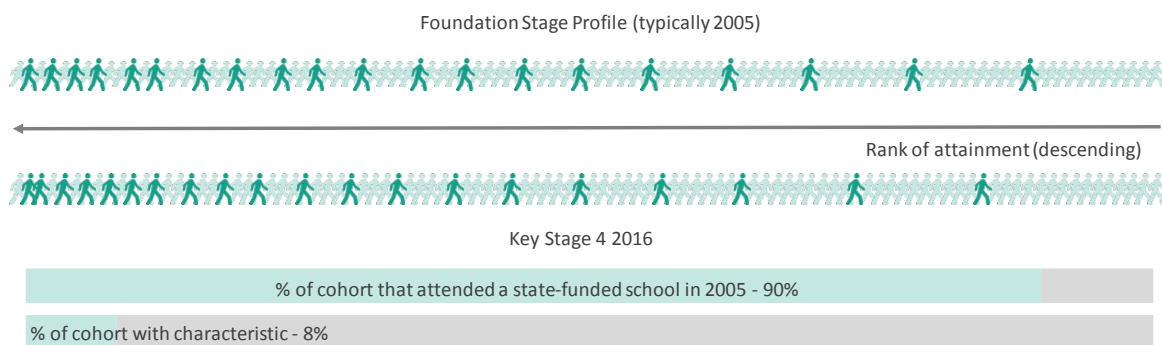 Foundation Stage Profile (typically 2005)
Rank of attainment (descending)
Key Stage 4 2016
% of cohort that attended a state-funded school in 2005 - 90%
% of cohort with characteristic - 8%